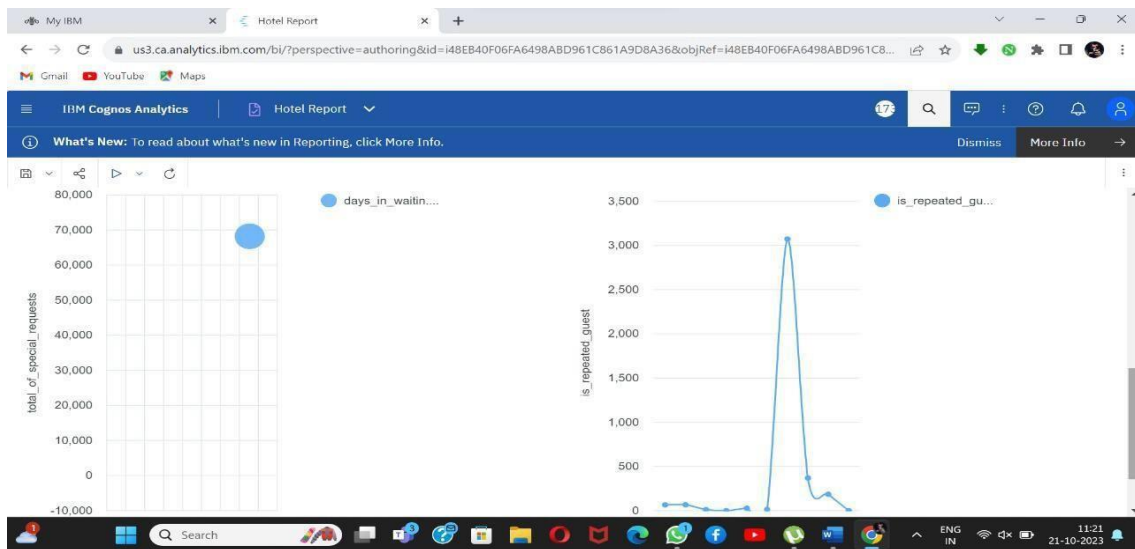 My IBM
Hotel Report
us3.ca.analytics.ibm.com/bi/?perspective=authoring&id=i48EB40F06FA6498ABD961C861A9D8A368&objRef=i48EB40F06FA6498ABD961C8...
Gmail YouTube Maps
IBM Cognos Analytics Hotel Report
What's New: To read about what's new in Reporting, click More Info. Dismiss More Info
80,000
70,000
60,000
50,000
40,000
30,000
20,000
10,000
0
-10,000
total_of_special_requests
days_in_waitin....
3,500
3,000
2,500
2,000
1,500
1,000
500
0
is_repeated_guest
is_repeated_gu...
1
Search
3
ENG
IN
11:21
21-10-2023